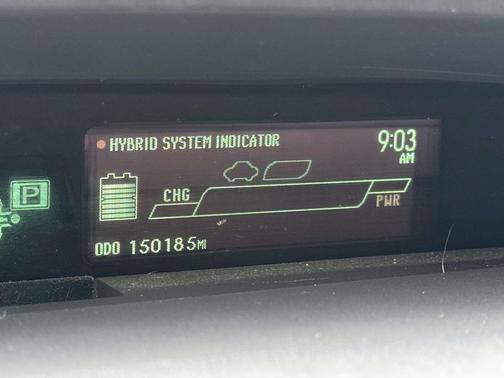 HYBRID SYSTEM INDICATOR 9:03
AM
P
CHG
PWR
ODO 150185MI